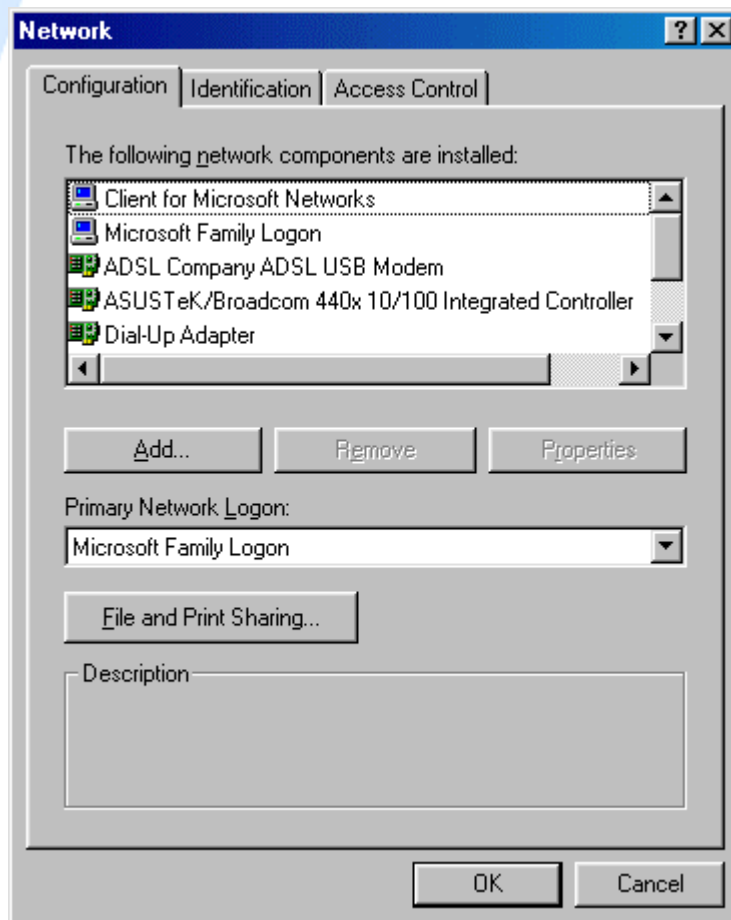 Network
Configuration Identification Access Control
The following network components are installed:
Client for Microsoft Networks
Microsoft Family Logon
ADSL Company ADSL USB Modem
ASUSTeK/Broadcom 440x 10/100 Integrated Controller
Dial-Up Adapter
Add... Remove Properties
Primary Network Logon:
Microsoft Family Logon
File and Print Sharing...
Description
OK Cancel